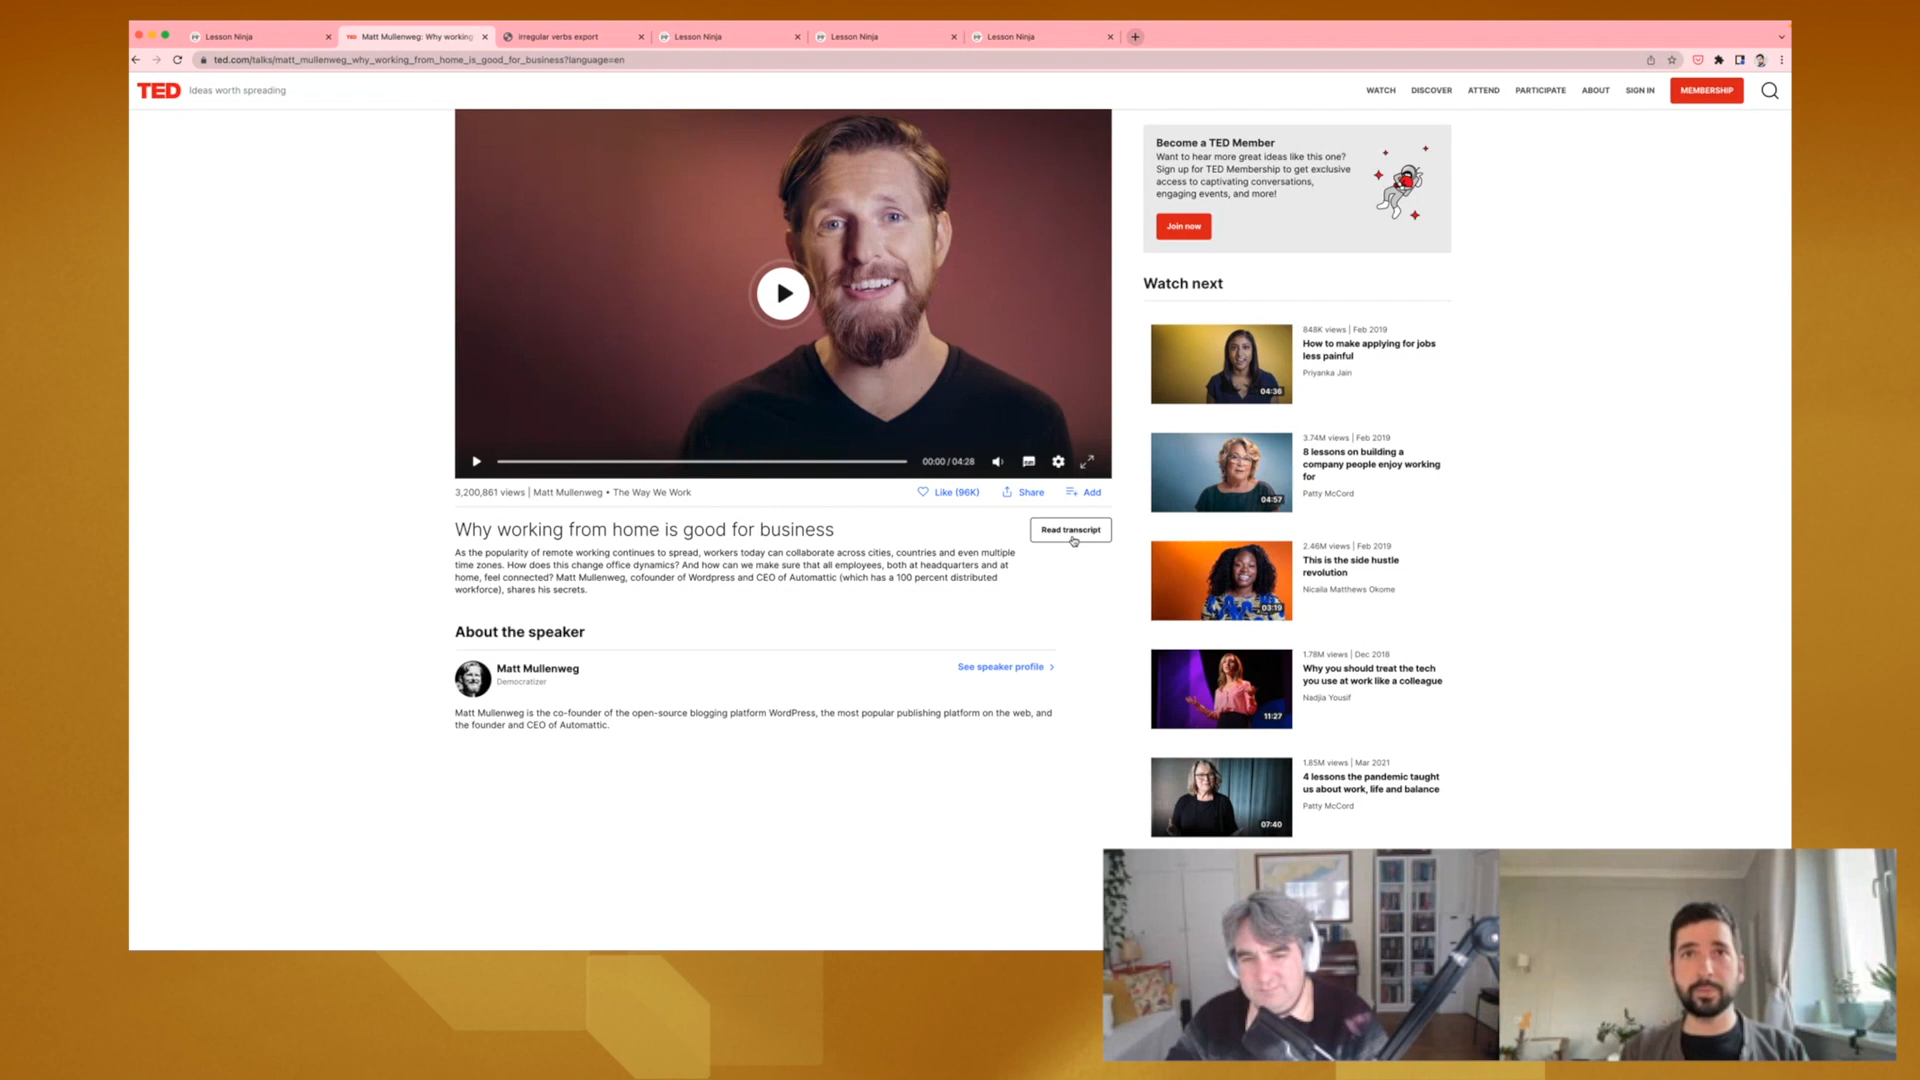 Lesson Ninja
Matt Mullenweg: Why working
irregular verbs export
Lesson Ninja
Lesson Ninja
Lesson Ninja
ted.com/talks/matt_mullenweg_why_working_from_home_is_good_for_business?language=en
TED
Ideas worth spreading
WATCH
DISCOVER
ATTEND
PARTICIPATE
ABOUT
SIGN IN
MEMBERSHIP
00:00 / 04:28
3,200,861 views | Matt Mullenweg • The Way We Work
Like (96K)
Share
Add
Why working from home is good for business
Read transcript
As the popularity of remote working continues to spread, workers today can collaborate across cities, countries and even multiple
time zones. How does this change office dynamics? And how can we make sure that all employees, both at headquarters and at
home, feel connected? Matt Mullenweg, cofounder of Wordpress and CEO of Automattic (which has a 100 percent distributed
workforce), shares his secrets.
About the speaker
Matt Mullenweg
Democratizer
See speaker profile
Matt Mullenweg is the co-founder of the open-source blogging platform WordPress, the most popular publishing platform on the web, and
the founder and CEO of Automattic.
Become a TED Member
Want to hear more great ideas like this one?
Sign up for TED Membership to get exclusive
access to captivating conversations,
engaging events, and more!
Join now
Watch next
04:36
848K views | Feb 2019
How to make applying for jobs
less painful
Priyanka Jain
04:57
3.74M views | Feb 2019
8 lessons on building a
company people enjoy working
for
Patty McCord
03:19
2.46M views | Feb 2019
This is the side hustle
revolution
Nicaila Matthews Okome
11:27
1.78M views | Dec 2018
Why you should treat the tech
you use at work like a colleague
Nadjia Yousif
07:40
1.85M views | Mar 2021
4 lessons the pandemic taught
us about work, life and balance
Patty McCord